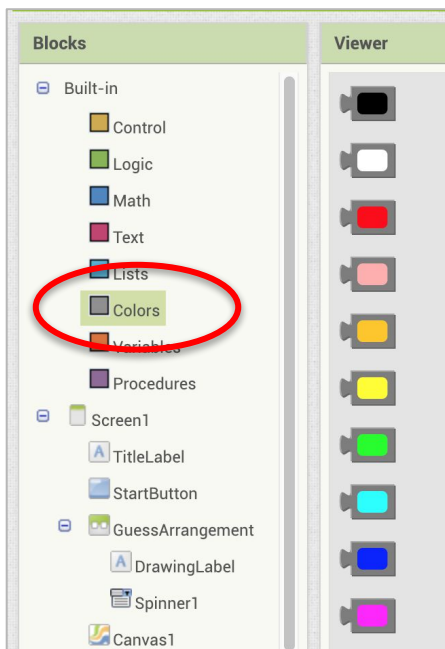 Blocks
Viewer
Built-in
Control
Logic
Math
Text
Lists
Colors
Variables
Procedures
Screen1
A TitleLabel
StartButton
GuessArrangement
A DrawingLabel
Spinner1
Canvas1